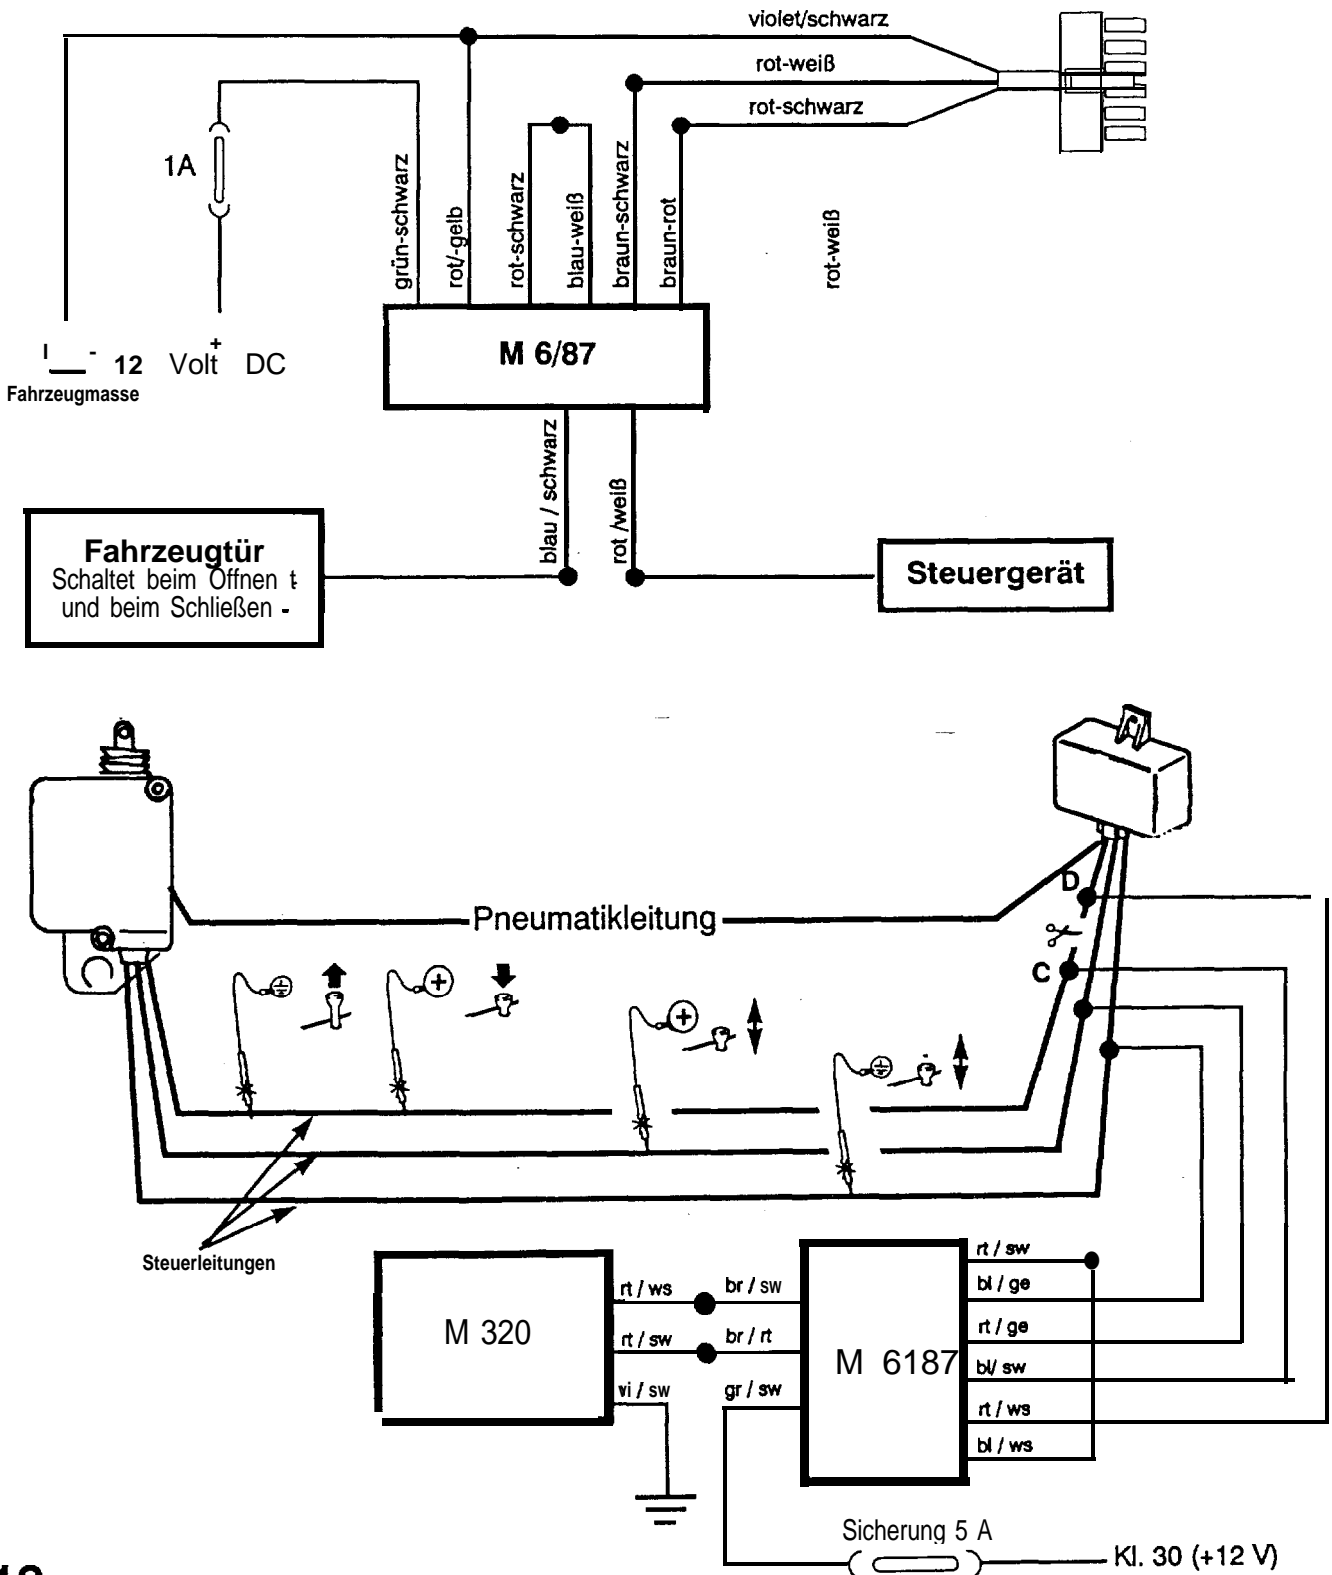 violet/schwarz
rot-weiß
rot-schwarz
1A
grün-schwarz
rot/-gelb
rot-schwarz
blau-weiß
braun-schwarz
braun-rot
rot-weiß
M 6/87
- 12 Volt + DC
Fahrzeugmasse
blau / schwarz
rot /weiß
Fahrzeugtür
Schaltet beim Offnen t
und beim Schließen -
Steuergerät
D
Pneumatikleitung
C
Steuerleitungen
M 320
rt / ws
br / sw
rt / sw
br / rt
vi / sw
gr / sw
M 6187
rt / sw
bl / ge
rt / ge
bl/ sw
rt / ws
bl / ws
Sicherung 5 A
Kl. 30 (+12 V)